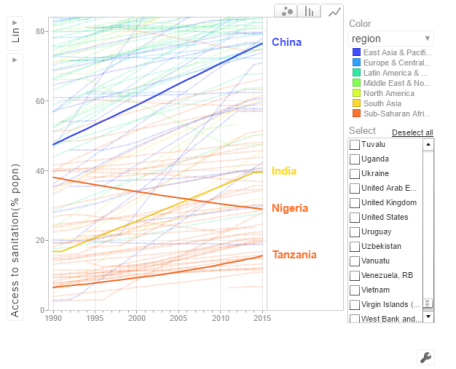 Color
region
East Asia & Pacifi...
Europe & Central...
Latin America & ...
Middle East & No...
North America
South Asia
Sub-Saharan Afri...
Select
Deselect all
Tuvalu
Uganda
Ukraine
United Arab E...
United Kingdom
United States
Uruguay
Uzbekistan
Vanuatu
Venezuela, RB
Vietnam
Virgin Islands (...
West Bank and...
Lin
Access to sanitation(% popn)
80
60
40
20
0
1990
1995
2000
2005
2010
2015
China
India
Nigeria
Tanzania